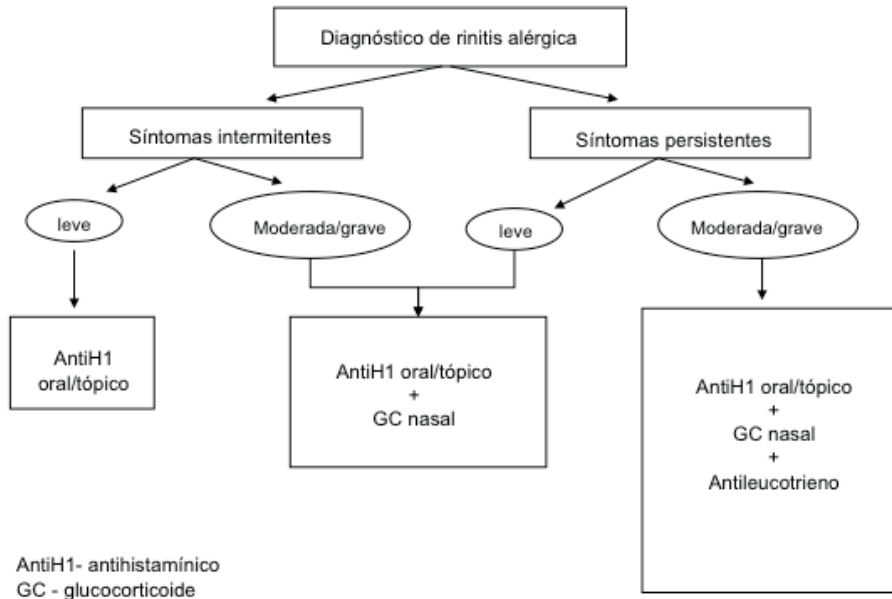 Diagnóstico de rinitis alérgica
Síntomas intermitentes
Síntomas persistentes
leve
Moderada/grave
leve
Moderada/grave
AntiH1
oral/tópico
AntiH1 oral/tópico
+
GC nasal
AntiH1 oral/tópico
+
GC nasal
+
Antileucotrieno
AntiH1- antihistamínico
GC - glucocorticoide